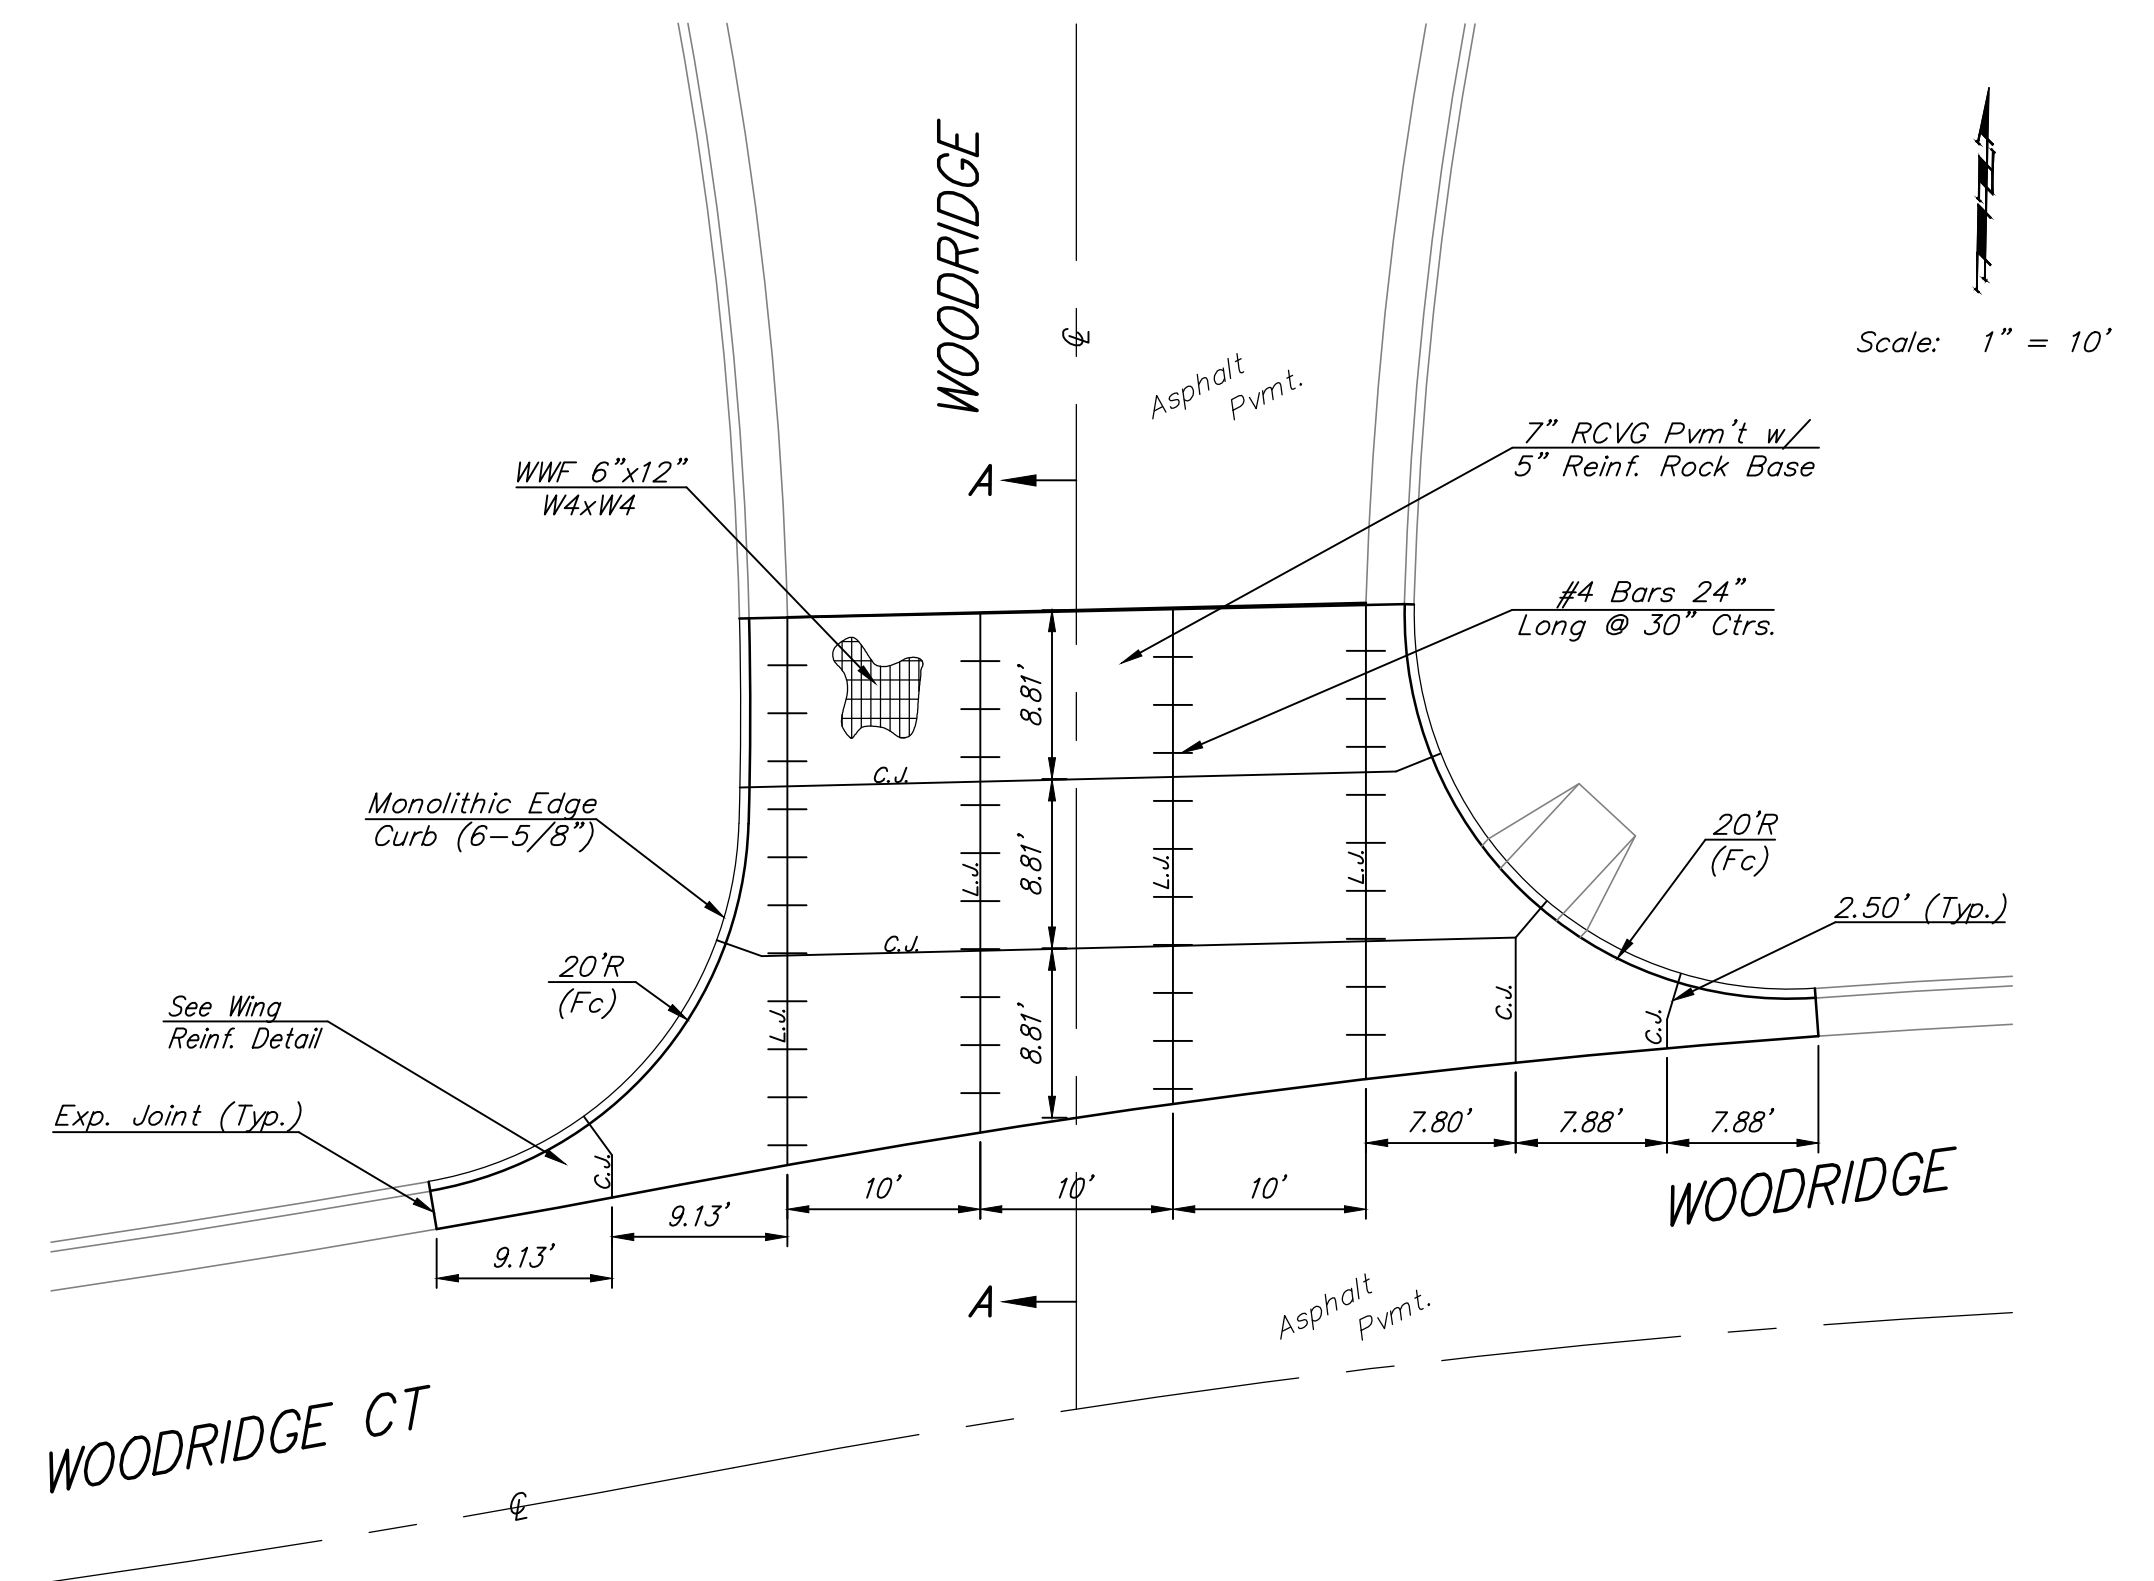 WOODRIDGE
℄
Scale: 1" = 10'
Asphalt
Pvmt.
7" RCVG Pvm't w/
5" Reinf. Rock Base
WWF 6"x12"
W4xW4
A
#4 Bars 24"
Long @ 30" Ctrs.
8.81'
C.J.
Monolithic Edge
Curb (6-5/8")
20'R
(Fc)
8.81'
L.J.
L.J.
L.J.
2.50' (Typ.)
C.J.
20'R
(Fc)
See Wing
Reinf. Detail
L.J.
8.81'
C.J.
C.J.
Exp. Joint (Typ.)
C.J.
7.80'
7.88'
7.88'
10'
10'
10'
9.13'
9.13'
WOODRIDGE
A
Asphalt
Pvmt.
WOODRIDGE CT
℄